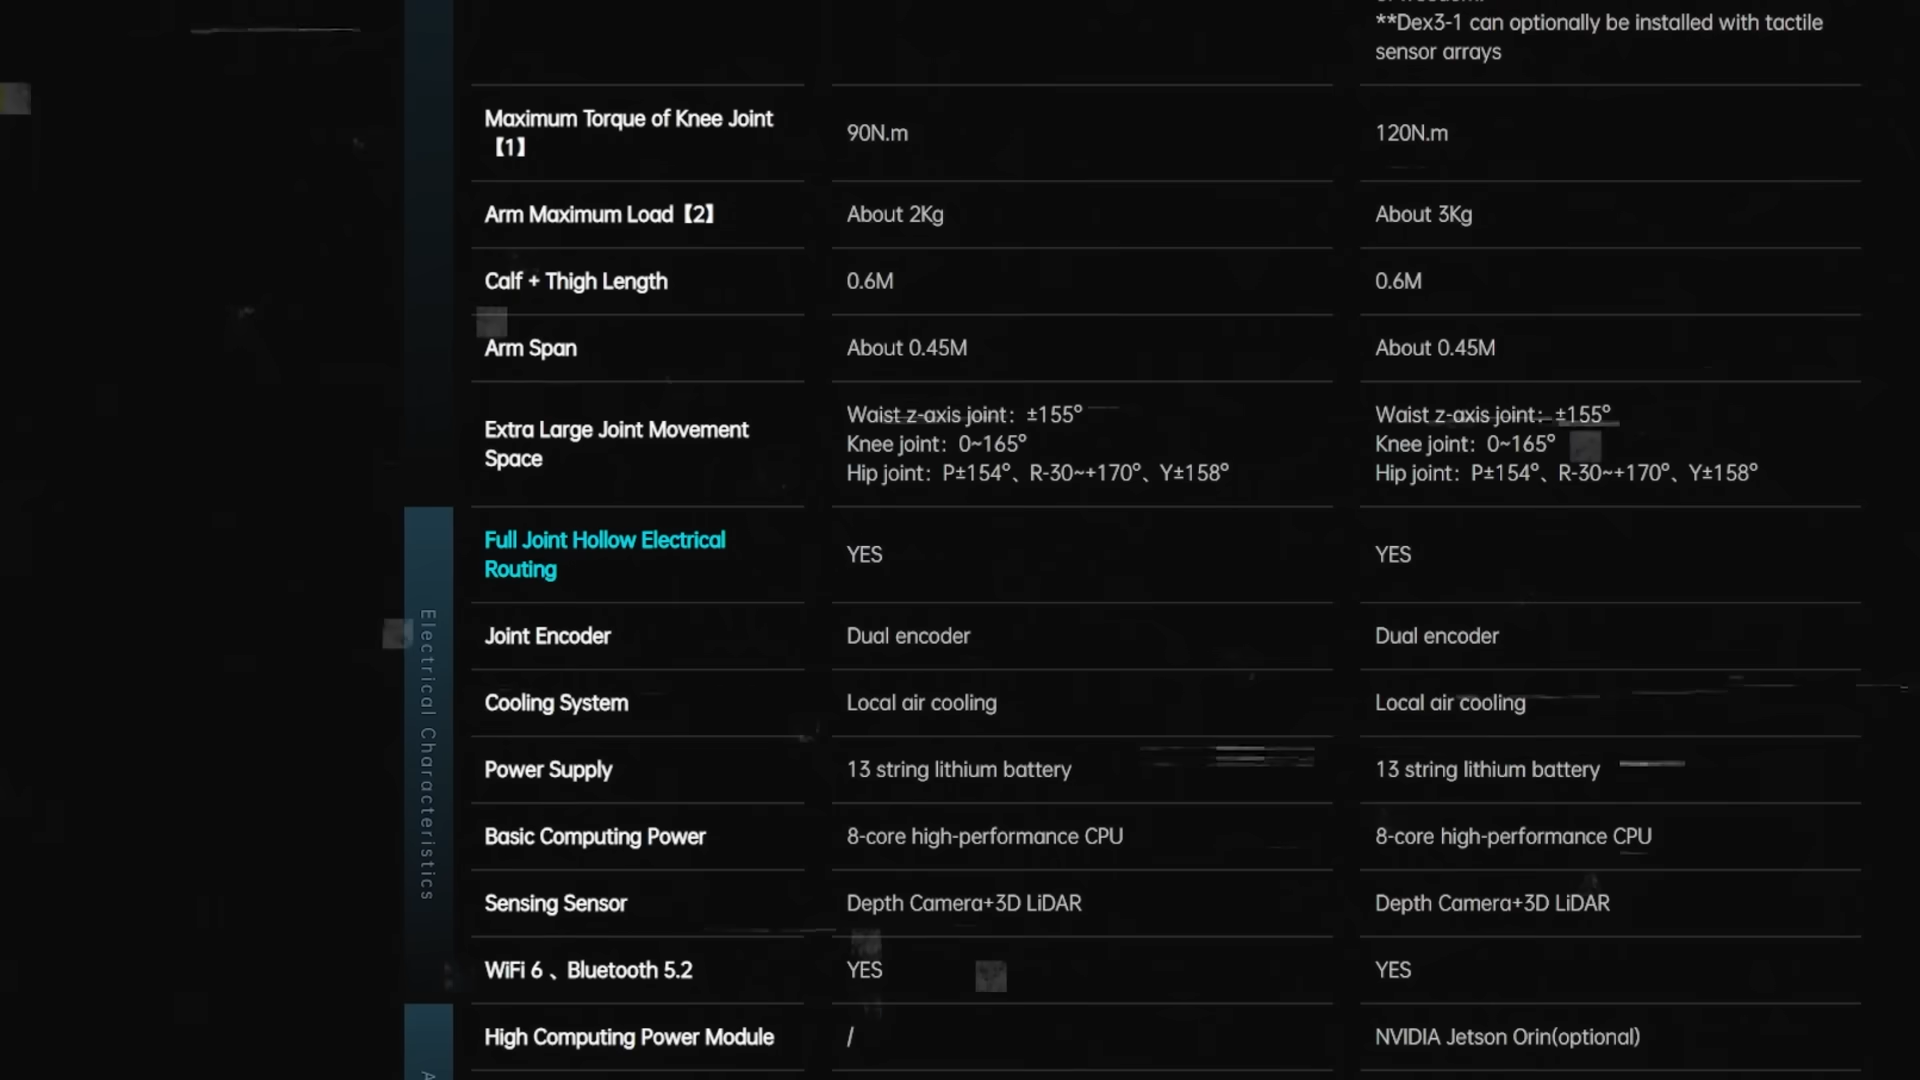 **Dex3-1 can optionally be installed with tactile
sensor arrays
Maximum Torque of Knee Joint
【1】
90N.m
120N.m
Arm Maximum Load【2】
About 2Kg
About 3Kg
Calf + Thigh Length
0.6M
0.6M
Arm Span
About 0.45M
About 0.45M
Extra Large Joint Movement
Space
Waist z-axis joint：±155°
Knee joint：0~165°
Hip joint：P±154°、R-30~+170°、Y±158°
Waist z-axis joint：±155°
Knee joint：0~165°
Hip joint：P±154°、R-30~+170°、Y±158°
Electrical Characteristics
Full Joint Hollow Electrical
Routing
YES
YES
Joint Encoder
Dual encoder
Dual encoder
Cooling System
Local air cooling
Local air cooling
Power Supply
13 string lithium battery
13 string lithium battery
Basic Computing Power
8-core high-performance CPU
8-core high-performance CPU
Sensing Sensor
Depth Camera+3D LiDAR
Depth Camera+3D LiDAR
WiFi 6 、Bluetooth 5.2
YES
YES
High Computing Power Module
/
NVIDIA Jetson Orin(optional)